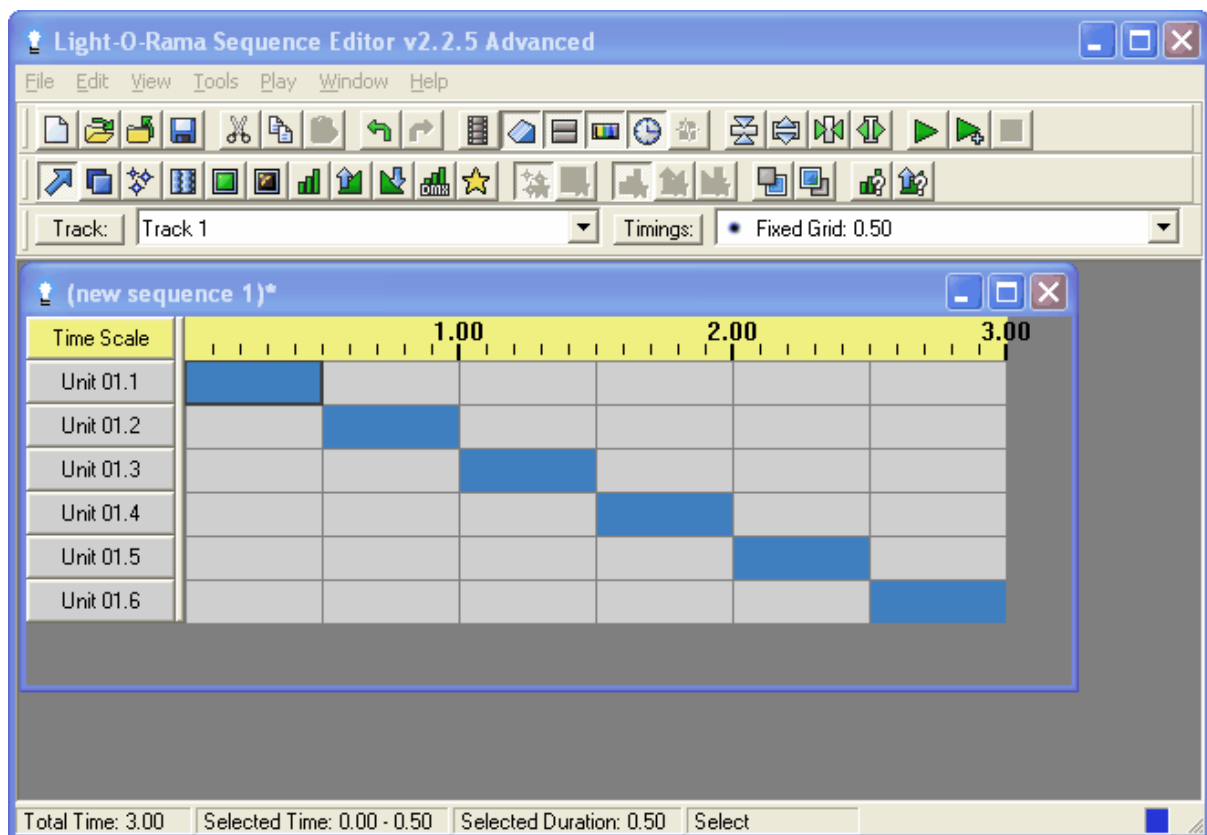 Light-O-Rama Sequence Editor v2.2.5 Advanced
File Edit View Tools Play Window Help
DMX
Track: Track 1 Timings: Fixed Grid: 0.50
(new sequence 1)*
Time Scale 1.00 2.00 3.00
Unit 01.1
Unit 01.2
Unit 01.3
Unit 01.4
Unit 01.5
Unit 01.6
Total Time: 3.00 Selected Time: 0.00 - 0.50 Selected Duration: 0.50 Select